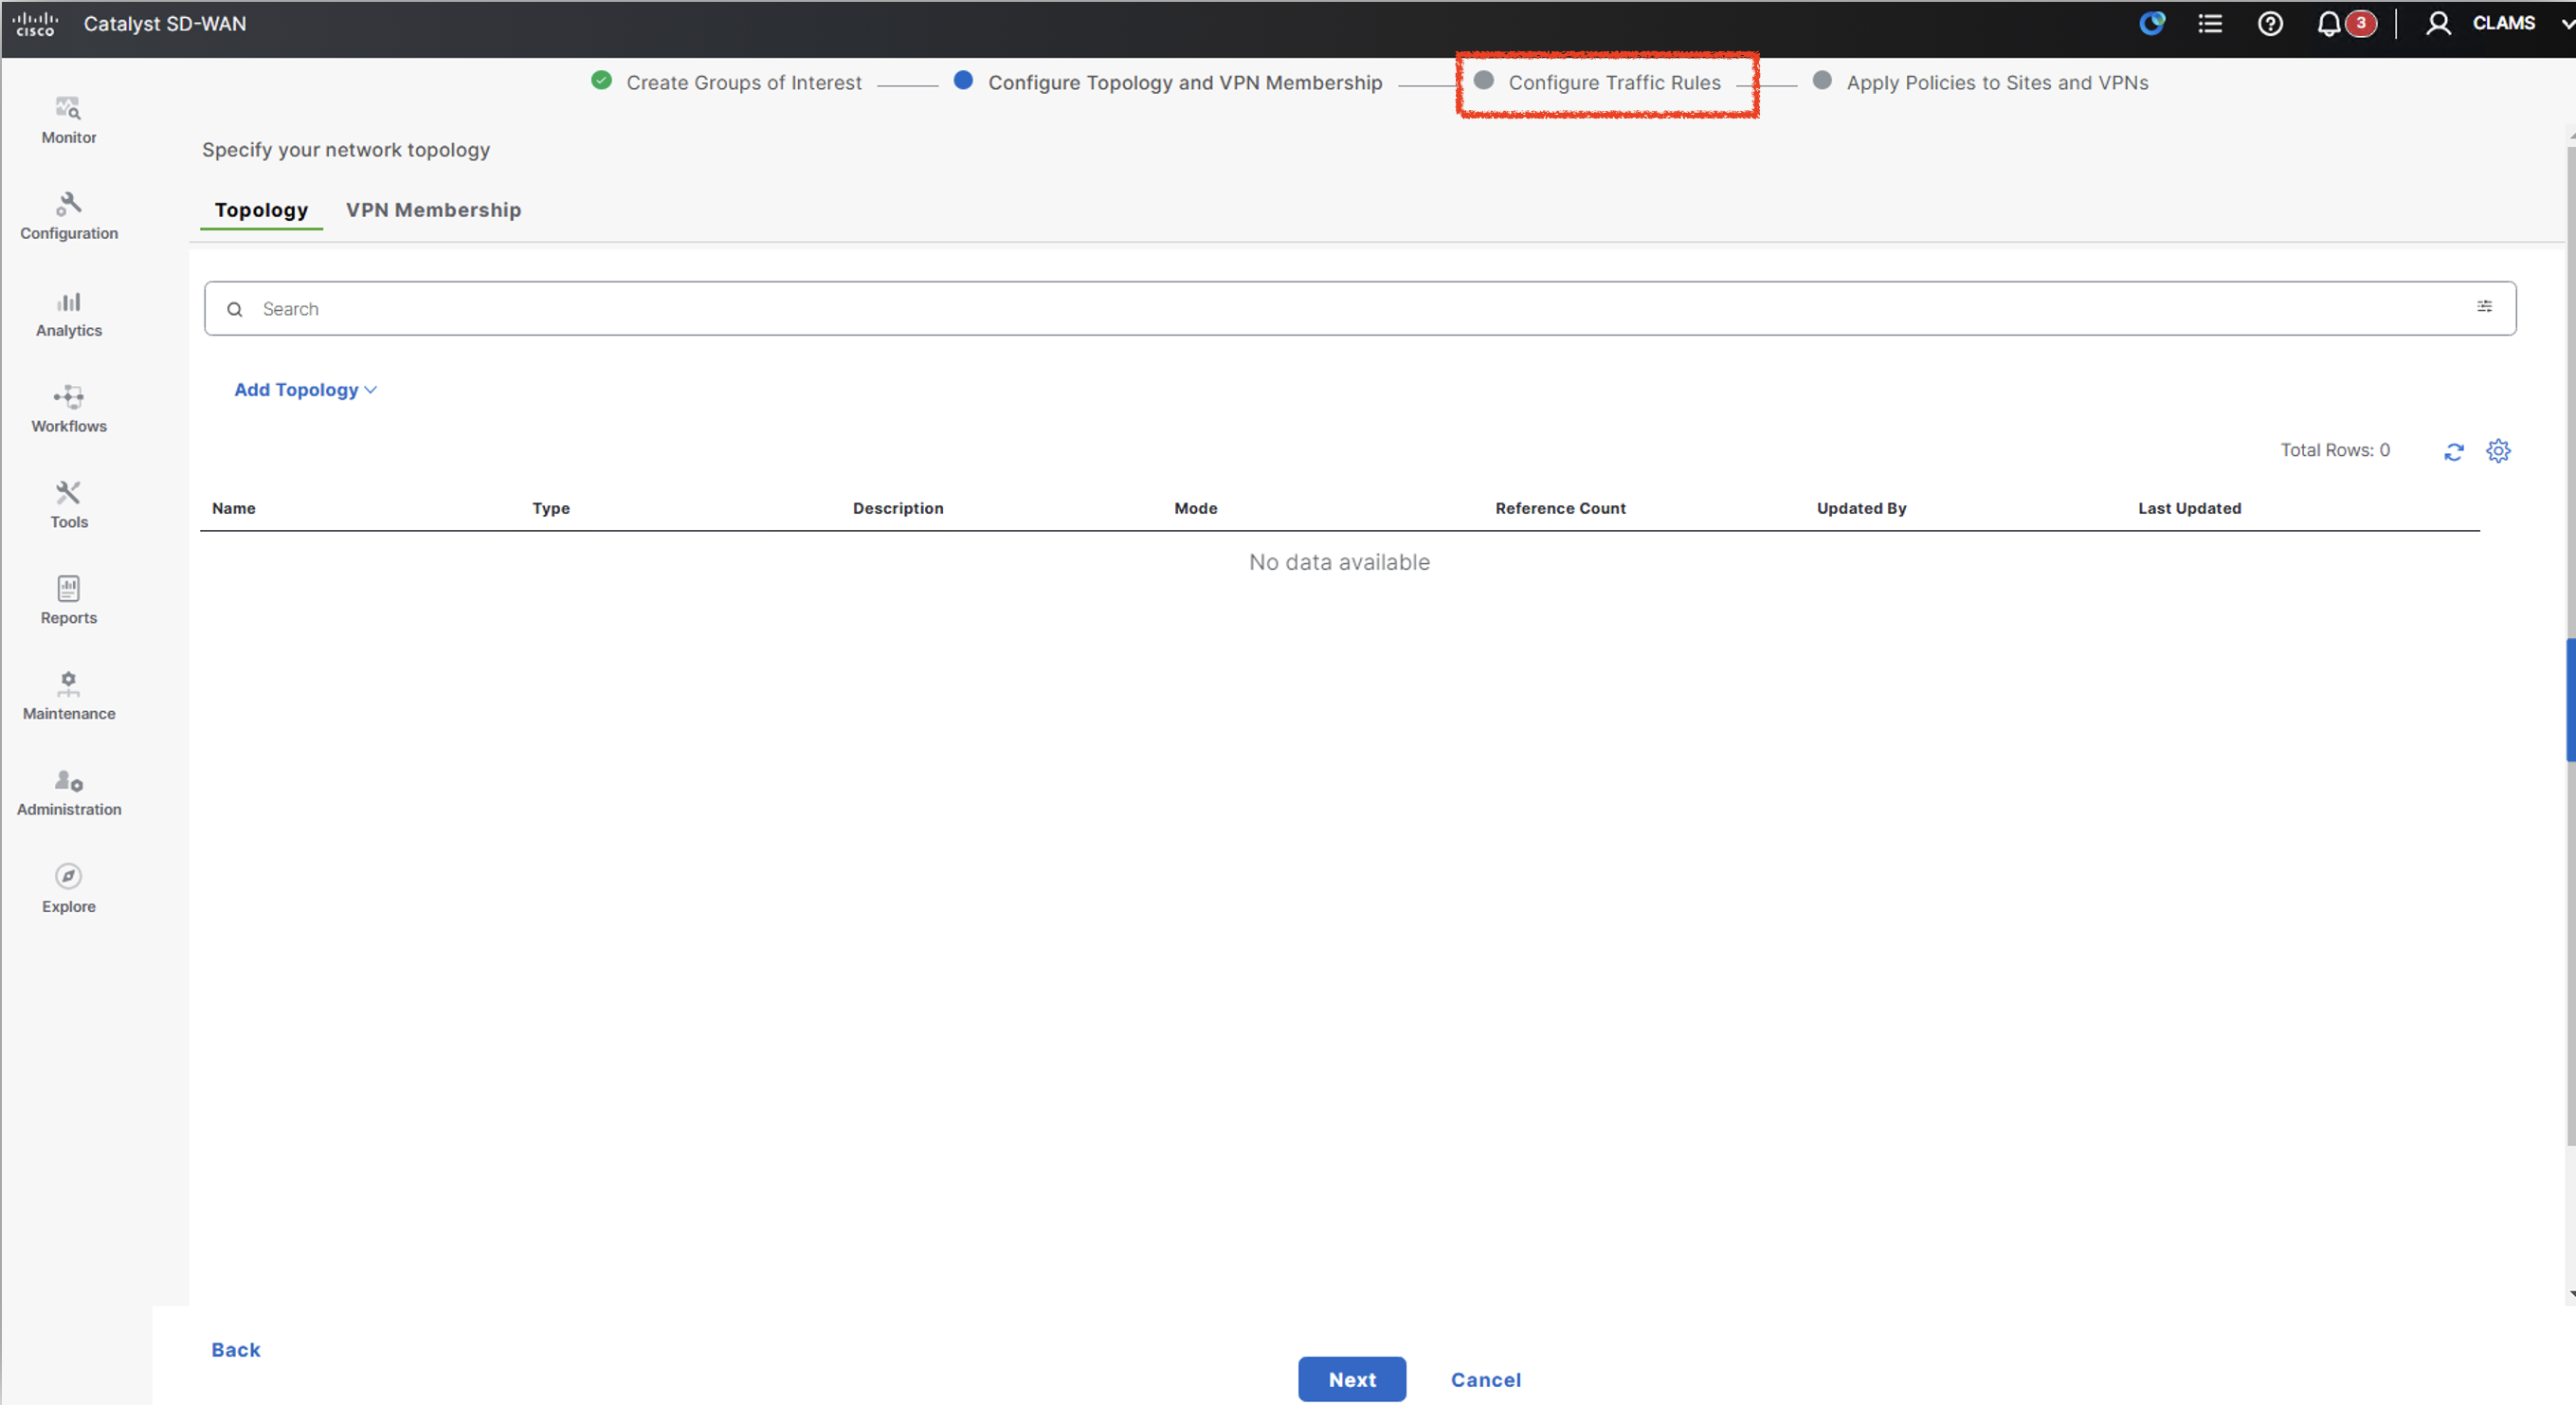 CISCO Catalyst SD-WAN 3 CLAMS
Create Groups of Interest Configure Topology and VPN Membership Configure Traffic Rules Apply Policies to Sites and VPNs
Monitor
Configuration
Analytics
Workflows
Tools
Reports
Maintenance
Administration
Explore
Specify your network topology
Topology VPN Membership
Search
Add Topology
Total Rows: 0
Name Type Description Mode Reference Count Updated By Last Updated
No data available
Back
Next Cancel